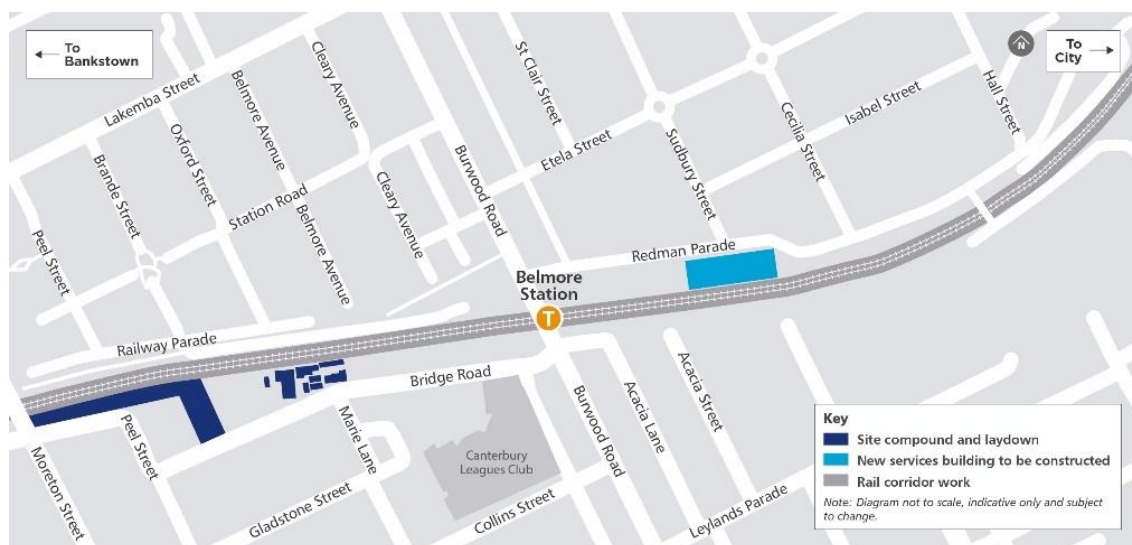 To
Bankstown
N
To
City
Lakemba Street
Cleary Avenue
Belmore Avenue
St Clair Street
Hall Street
Oxford Street
Brande Street
Burwood Road
Etela Street
Sudbury Street
Cecilia Street
Isabel Street
Station Road
Cleary Avenue
Belmore Avenue
Peel Street
Redman Parade
Belmore
Station
T
Railway Parade
Bridge Road
Acacia Street
Acacia Lane
Burwood Road
Marie Lane
Peel Street
Moreton Street
Canterbury
Leagues Club
Gladstone Street
Collins Street
Leylands Parade
Key
Site compound and laydown
New services building to be constructed
Rail corridor work
Note: Diagram not to scale, indicative only and subject
to change.